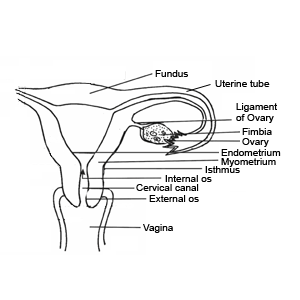 Fundus
Uterine tube
Ligament
of Ovary
Fimbia
Ovary
Endometrium
Myometrium
Isthmus
Internal os
Cervical canal
External os
Vagina